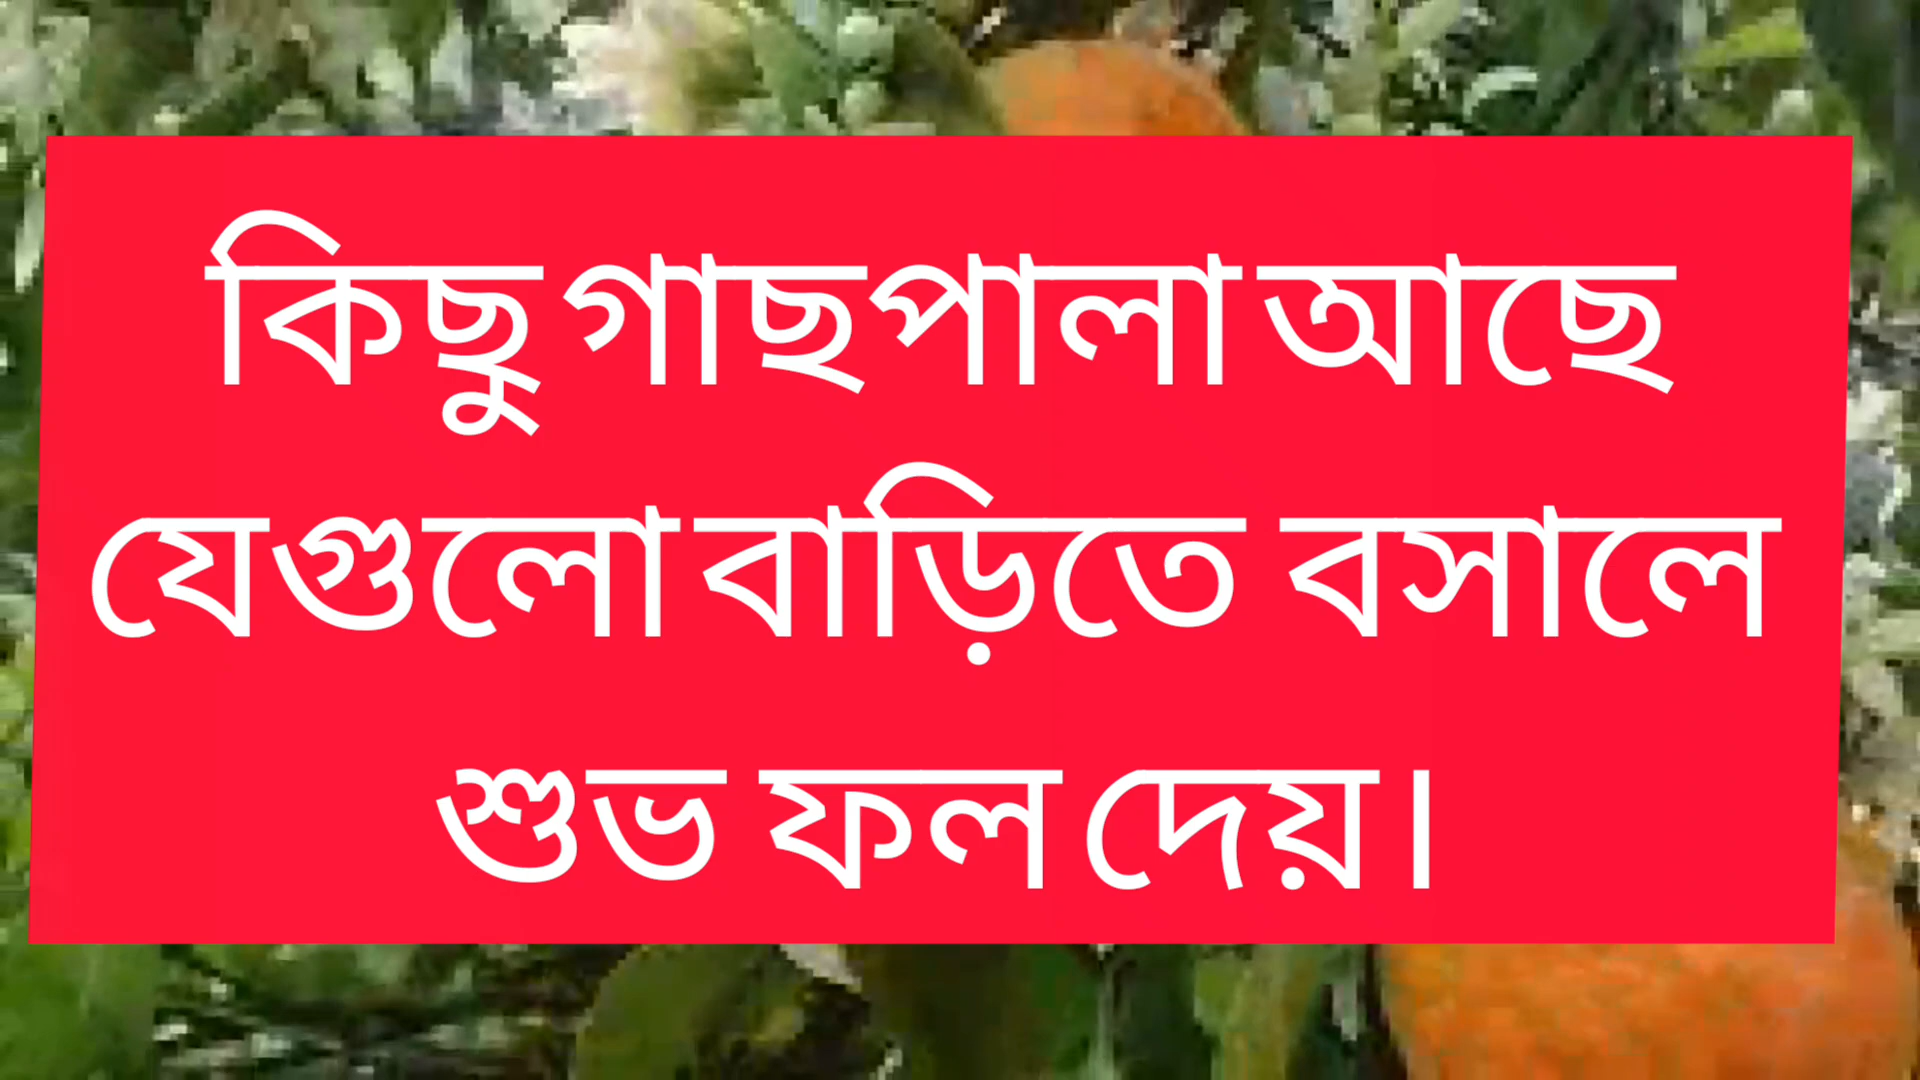 কিছু গাছপালা আছে
যেগুলো বাড়িতে বসালে
শুভ ফল দেয়।